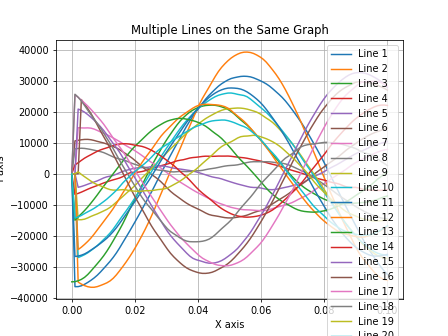 Multiple Lines on the Same Graph
40000
30000
20000
10000
0
−10000
−20000
−30000
−40000
0.00
0.02
0.04
0.06
X axis
Line 1
Line 2
Line 3
Line 4
Line 5
Line 6
Line 7
Line 8
Line 9
Line 10
Line 11
Line 12
Line 13
Line 14
Line 15
Line 16
Line 17
Line 18
Line 19
Line 20